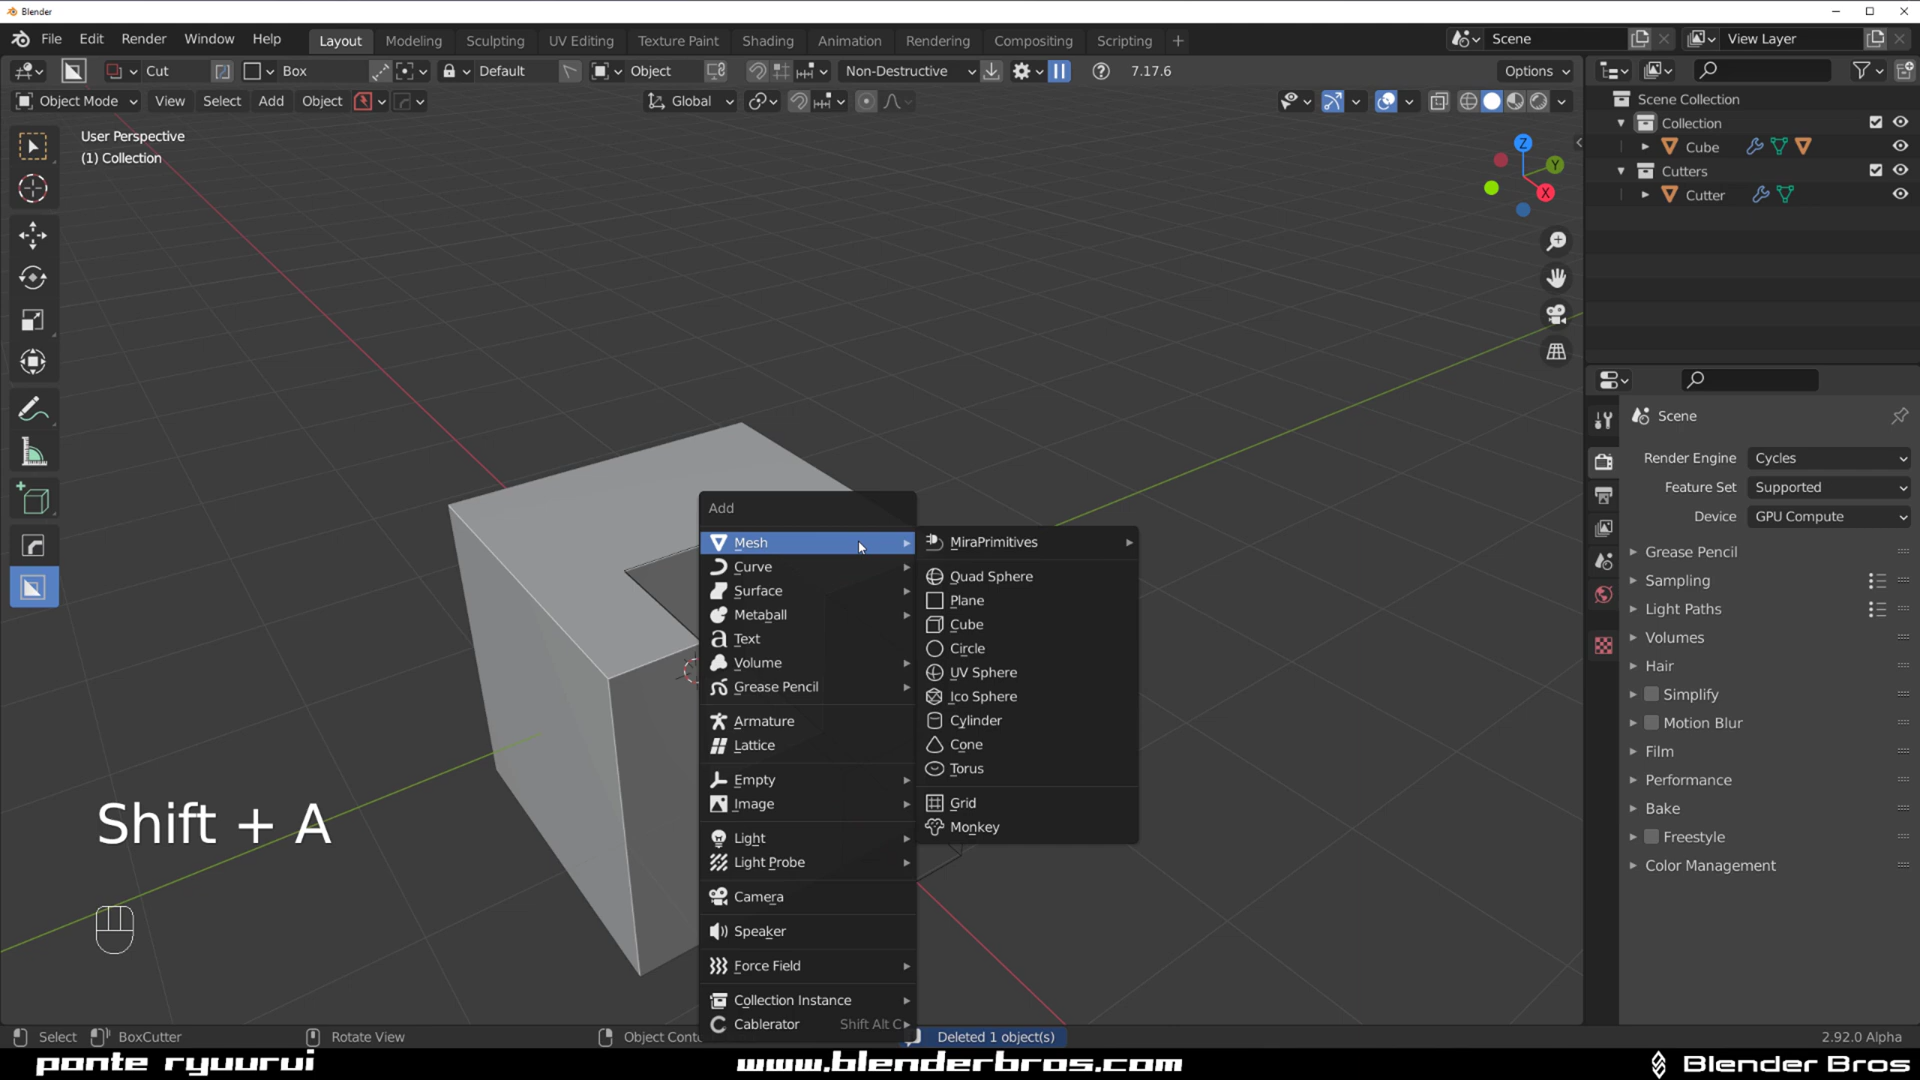 Blender
File Edit Render Window Help Layout Modeling Sculpting UV Editing Texture Paint Shading Animation Rendering Compositing Scripting + Scene View Layer
Cut Box Default Object Non-Destructive 7.17.6 Options
Object Mode View Select Add Object Global
User Perspective
(1) Collection
Z
Y
X
Scene Collection
Collection
Cube
Cutters
Cutter
Scene
Render Engine Cycles
Feature Set Supported
Device GPU Compute
Grease Pencil
Sampling
Light Paths
Volumes
Hair
Simplify
Motion Blur
Film
Performance
Bake
Freestyle
Color Management
Add
Mesh
Curve
Surface
Metaball
Text
Volume
Grease Pencil
Armature
Lattice
Empty
Image
Light
Light Probe
Camera
Speaker
Force Field
Collection Instance
Cablerator Shift Alt C
MiraPrimitives
Quad Sphere
Plane
Cube
Circle
UV Sphere
Ico Sphere
Cylinder
Cone
Torus
Grid
Monkey
Shift + A
Select BoxCutter Rotate View Object Cont Deleted 1 object(s) 2.92.0 Alpha
ponte ryuurui www.blenderbros.com Blender Bros